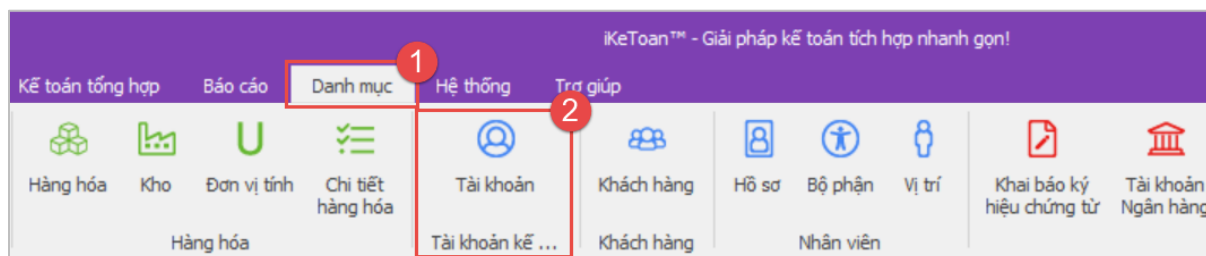 iKeToan™ - Giải pháp kế toán tích hợp nhanh gọn!
1
Kế toán tổng hợp Báo cáo Danh mục Hệ thống Trợ giúp
2
U
Hàng hóa Kho Đơn vị tính Chi tiết Tài khoản Khách hàng Hồ sơ Bộ phận Vị trí Khai báo ký Tài khoản
hàng hóa hiệu chứng từ Ngân hàng
Hàng hóa Tài khoản kế ... Khách hàng Nhân viên